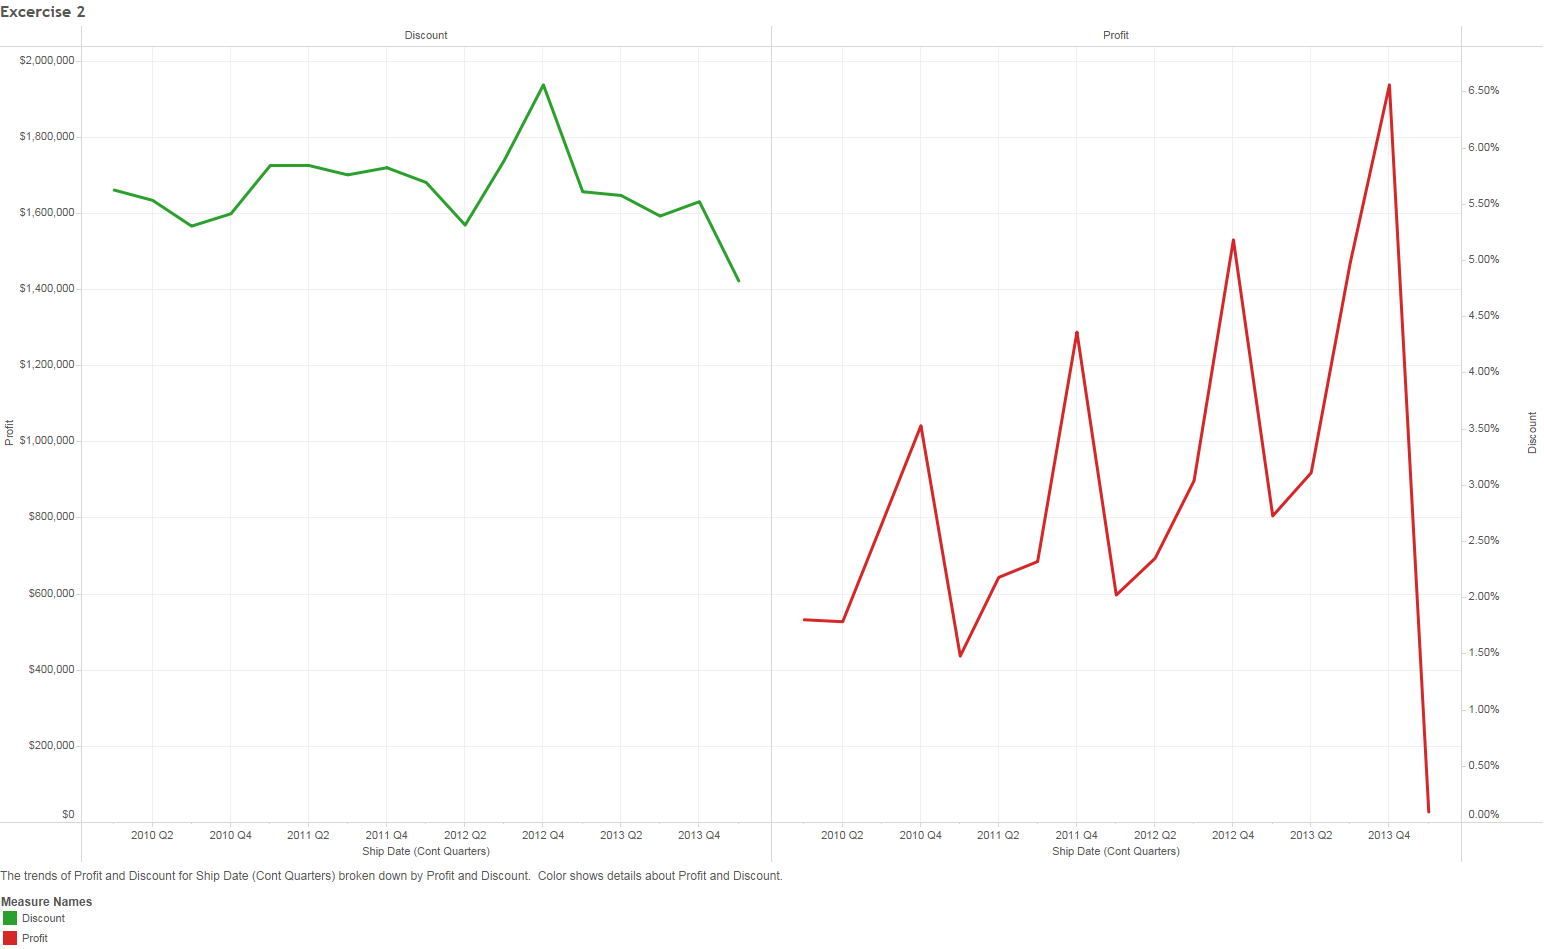 Excercise 2
Discount Profit
$2,000,000
$1,800,000
$1,600,000
$1,400,000
$1,200,000
$1,000,000
$800,000
$600,000
$400,000
$200,000
$0
Profit
6.50%
6.00%
5.50%
5.00%
4.50%
4.00%
3.50%
3.00%
2.50%
2.00%
1.50%
1.00%
0.50%
0.00%
Discount
2010 Q2 2010 Q4 2011 Q2 2011 Q4 2012 Q2 2012 Q4 2013 Q2 2013 Q4 2010 Q2 2010 Q4 2011 Q2 2011 Q4 2012 Q2 2012 Q4 2013 Q2 2013 Q4
Ship Date (Cont Quarters) Ship Date (Cont Quarters)
The trends of Profit and Discount for Ship Date (Cont Quarters) broken down by Profit and Discount.  Color shows details about Profit and Discount.
Measure Names
Discount
Profit